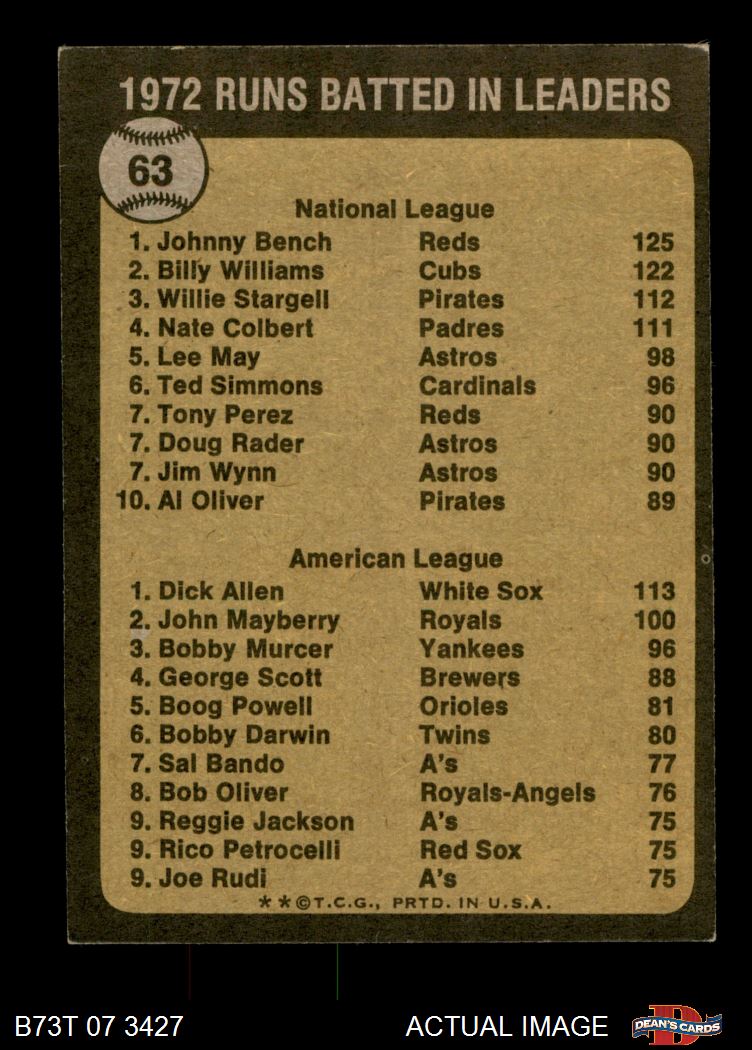 1972 RUNS BATTED IN LEADERS
63
National League
1. Johnny Bench Reds 125
2. Billy Williams Cubs 122
3. Willie Stargell Pirates 112
4. Nate Colbert Padres 111
5. Lee May Astros 98
6. Ted Simmons Cardinals 96
7. Tony Perez Reds 90
7. Doug Rader Astros 90
7. Jim Wynn Astros 90
10. Al Oliver Pirates 89
American League
1. Dick Allen White Sox 113
2. John Mayberry Royals 100
3. Bobby Murcer Yankees 96
4. George Scott Brewers 88
5. Boog Powell Orioles 81
6. Bobby Darwin Twins 80
7. Sal Bando A's 77
8. Bob Oliver Royals-Angels 76
9. Reggie Jackson A's 75
9. Rico Petrocelli Red Sox 75
9. Joe Rudi A's 75
**©T.C.G., PRTD. IN U.S.A.
B73T 07 3427 ACTUAL IMAGE D DEAN'S CARDS